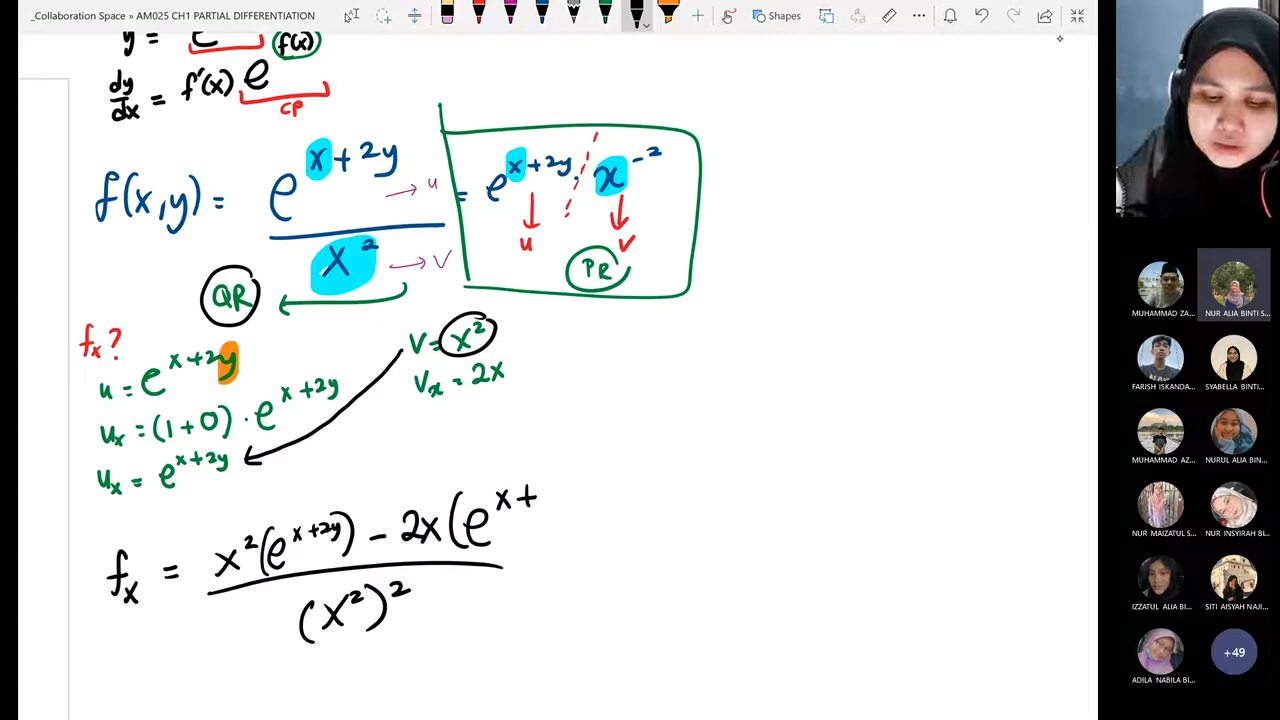 _Collaboration Space » AM025 CH1 PARTIAL DIFFERENTIATION
Shapes
y = e^f(x)
dy/dx = f'(x) e
CP
f(x,y) = e^(x+2y) / x^2 = e^(x+2y) · x^-2
→ u
→ V
u
v
PR
QR
fx?
u = e^(x+2y)
V = x^2
ux = (1+0) · e^(x+2y)
Vx = 2x
ux = e^(x+2y)
fx = x^2(e^(x+2y)) - 2x(e^(x+
(x^2)^2
MUHAMMAD ZA...
NUR ALIA BINTI S...
FARISH ISKANDA...
SYABELLA BINTI...
MUHAMMAD AZ...
NURUL ALIA BIN...
NUR MAIZATUL S...
NUR INSYIRAH BI...
IZZATUL ALIA BI...
SITI AISYAH NAJI...
ADILA NABILA BI...
+49